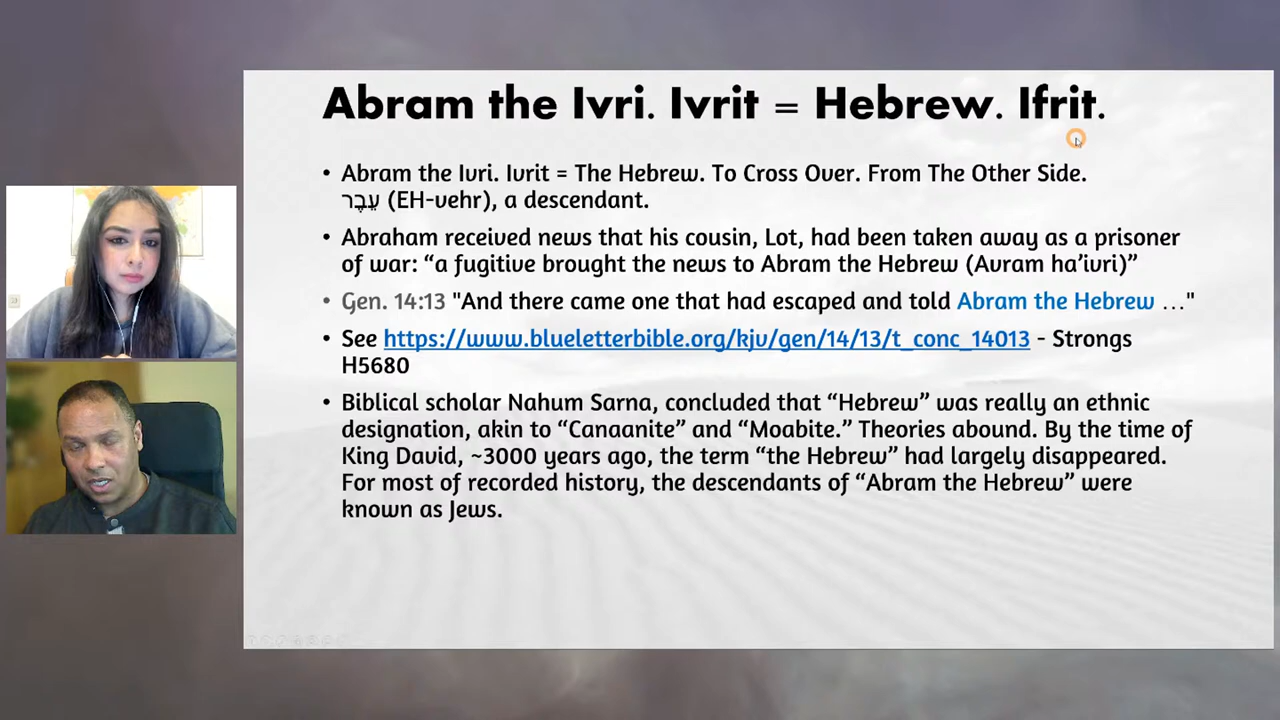 Abram the Ivri. Ivrit = Hebrew. Ifrit.
• Abram the Ivri. Ivrit = The Hebrew. To Cross Over. From The Other Side.
עֵבֶר (EH-vehr), a descendant.
• Abraham received news that his cousin, Lot, had been taken away as a prisoner
of war: “a fugitive brought the news to Abram the Hebrew (Avram ha’ivri)”
• Gen. 14:13 "And there came one that had escaped and told Abram the Hebrew …"
• See https://www.blueletterbible.org/kjv/gen/14/13/t_conc_14013 - Strongs
H5680
• Biblical scholar Nahum Sarna, concluded that “Hebrew” was really an ethnic
designation, akin to “Canaanite” and “Moabite.” Theories abound. By the time of
King David, ~3000 years ago, the term “the Hebrew” had largely disappeared.
For most of recorded history, the descendants of “Abram the Hebrew” were
known as Jews.